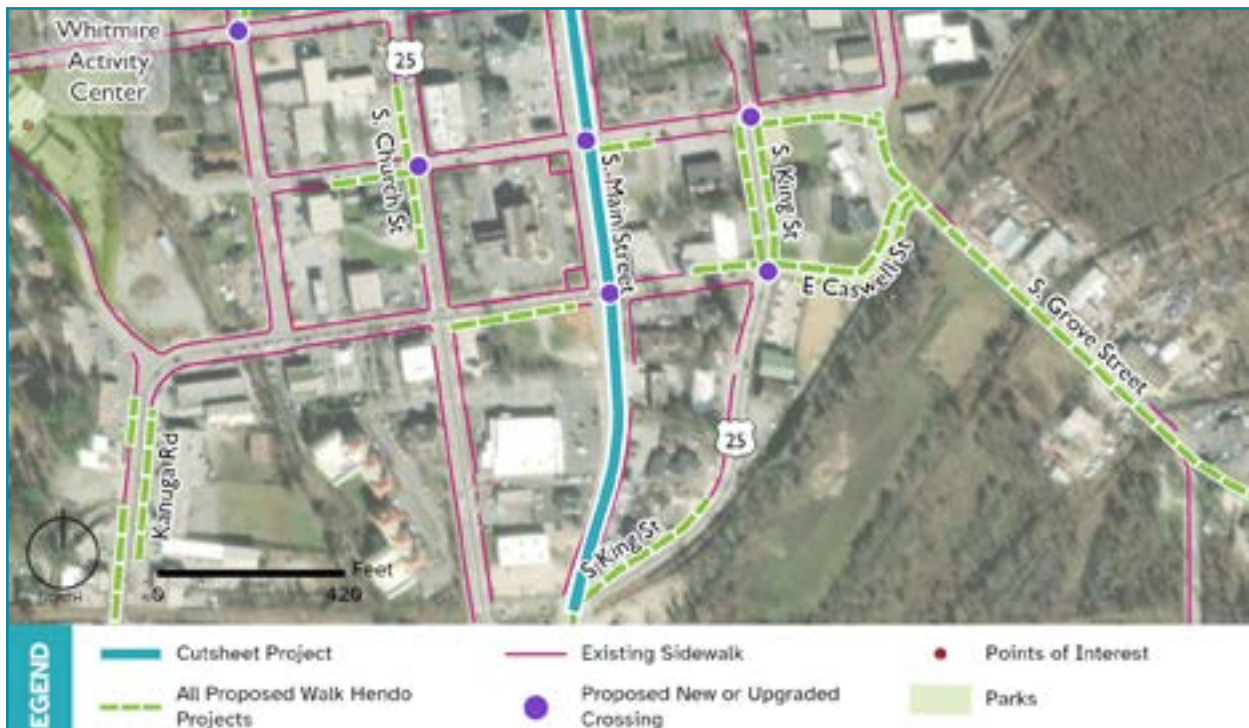 Whitmire
Activity
Center
25
S. Church St
S. Main Street
S. King St
E Caswell St
S. Grove Street
25
Kanuga Rd
S King St
NORTH
Feet
0
420
LEGEND
Cutsheet Project
Existing Sidewalk
Points of Interest
All Proposed Walk Hendo
Projects
Proposed New or Upgraded
Crossing
Parks